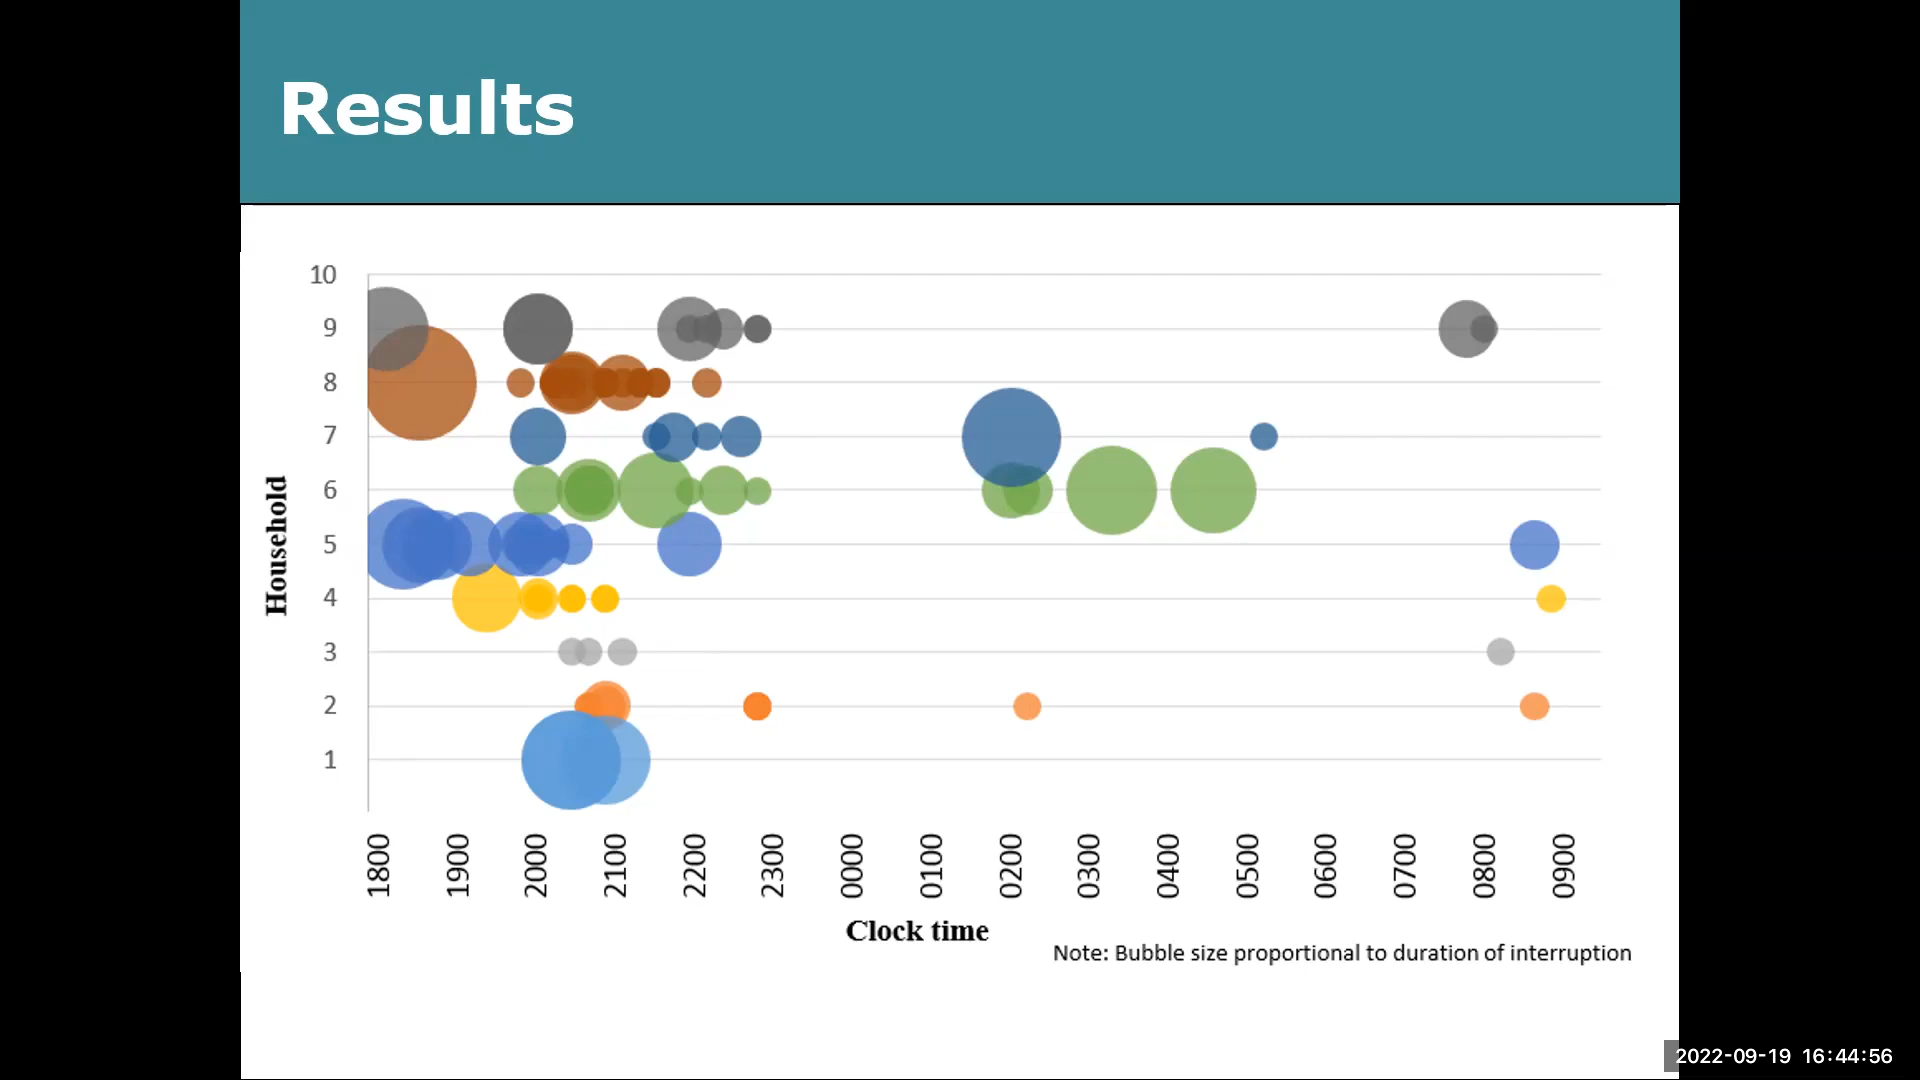 Results
10
9
8
7
6
5
4
3
2
1
Household
1800 1900 2000 2100 2200 2300 0000 0100 0200 0300 0400 0500 0600 0700 0800 0900
Clock time
Note: Bubble size proportional to duration of interruption
2022-09-19 16:44:56